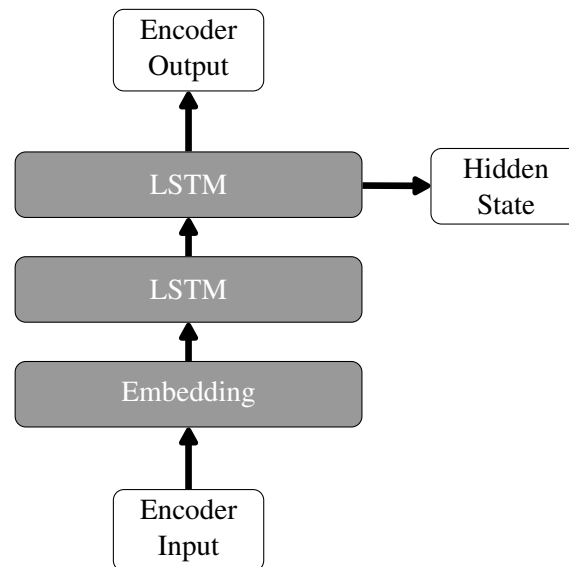 Encoder
Output
LSTM
Hidden
State
LSTM
Embedding
Encoder
Input